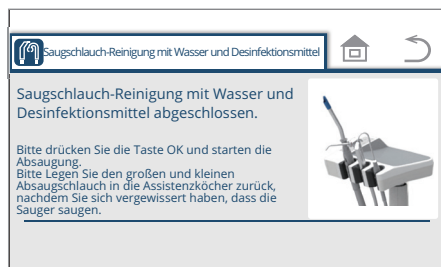 Saugschlauch-Reinigung mit Wasser und Desinfektionsmittel
Saugschlauch-Reinigung mit Wasser und
Desinfektionsmittel abgeschlossen.
Bitte drücken Sie die Taste OK und starten die
Absaugung.
Bitte Legen Sie den großen und kleinen
Absaugschlauch in die Assistenzköcher zurück,
nachdem Sie sich vergewissert haben, dass die
Sauger saugen.